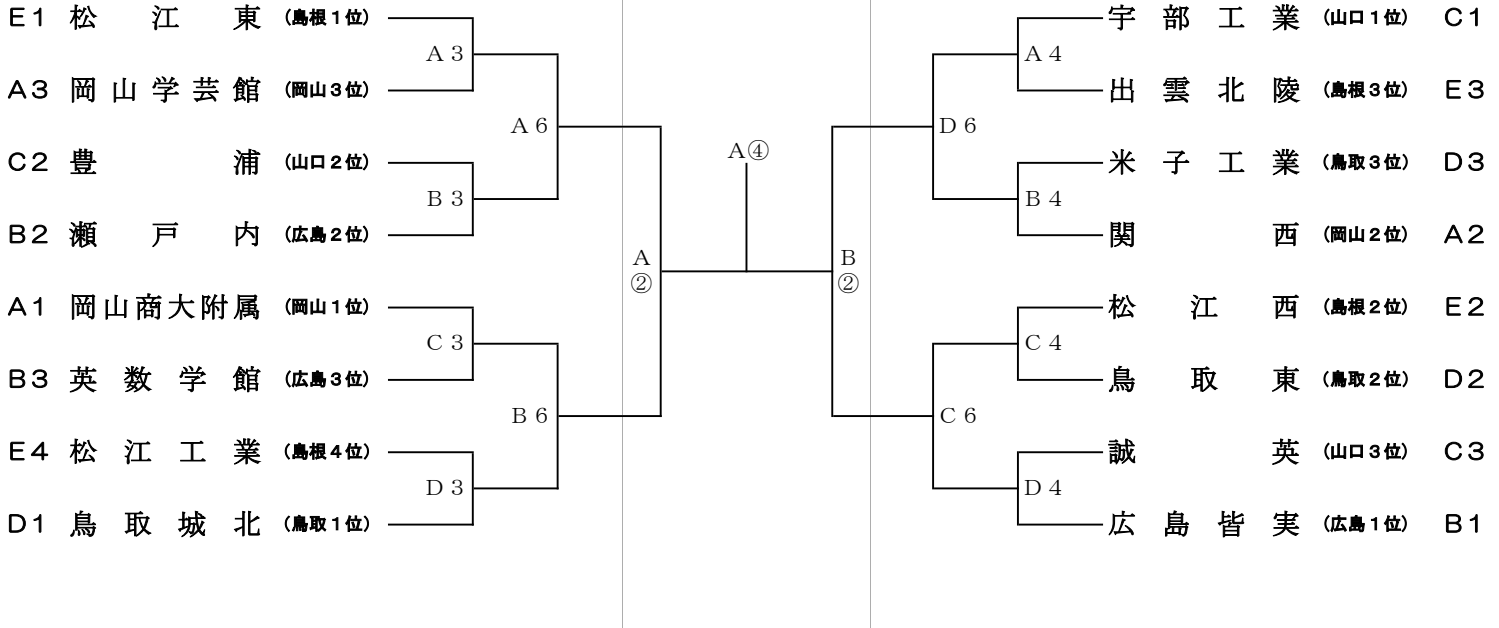 E1 松江東 (島根1位)
A3 岡山学芸館 (岡山3位)
C2 豊浦 (山口2位)
B2 瀬戸内 (広島2位)
A1 岡山商大附属 (岡山1位)
B3 英数学館 (広島3位)
E4 松江工業 (島根4位)
D1 鳥取城北 (鳥取1位)
A3
B3
C3
D3
A6
B6
A
②
A④
B
②
D6
C6
A4
B4
C4
D4
宇部工業 (山口1位) C1
出雲北陵 (島根3位) E3
米子工業 (鳥取3位) D3
関西 (岡山2位) A2
松江西 (島根2位) E2
鳥取東 (鳥取2位) D2
誠英 (山口3位) C3
広島皆実 (広島1位) B1